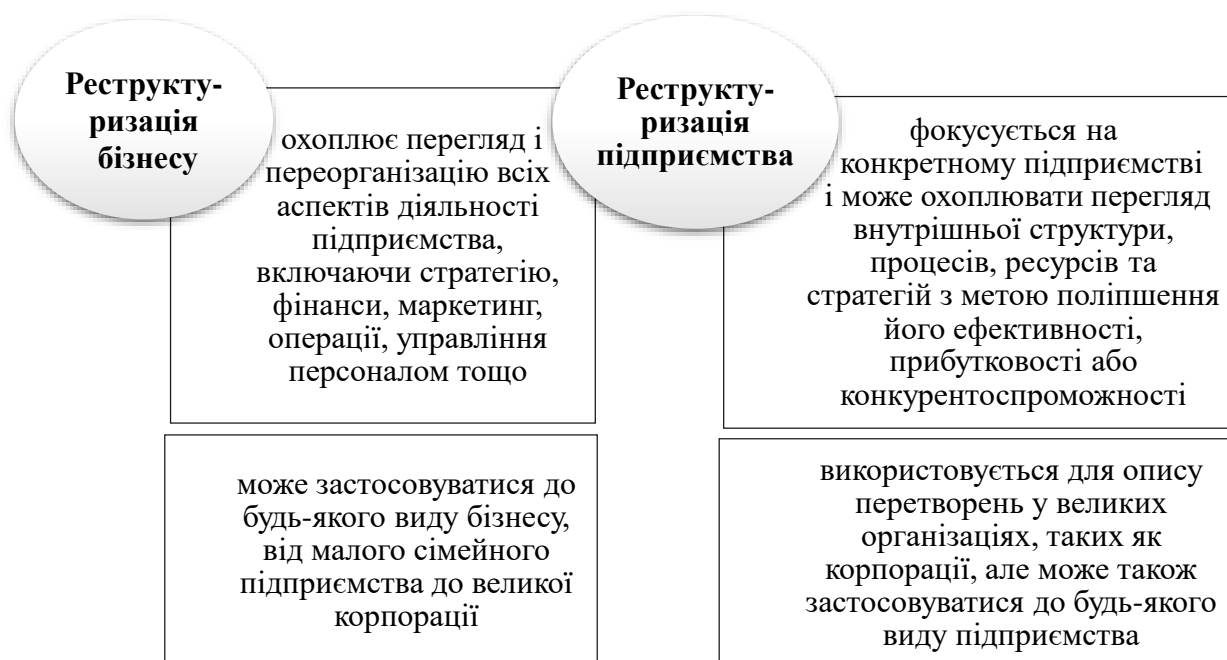 Реструкту-
ризація
бізнесу
охоплює перегляд і
переорганізацію всіх
аспектів діяльності
підприємства,
включаючи стратегію,
фінанси, маркетинг,
операції, управління
персоналом тощо
може застосовуватися до
будь-якого виду бізнесу,
від малого сімейного
підприємства до великої
корпорації
Реструкту-
ризація
підприємства
фокусується на
конкретному підприємстві
і може охоплювати перегляд
внутрішньої структури,
процесів, ресурсів та
стратегій з метою поліпшення
його ефективності,
прибутковості або
конкурентоспроможності
використовується для опису
перетворень у великих
організаціях, таких як
корпорації, але може також
застосовуватися до будь-якого
виду підприємства